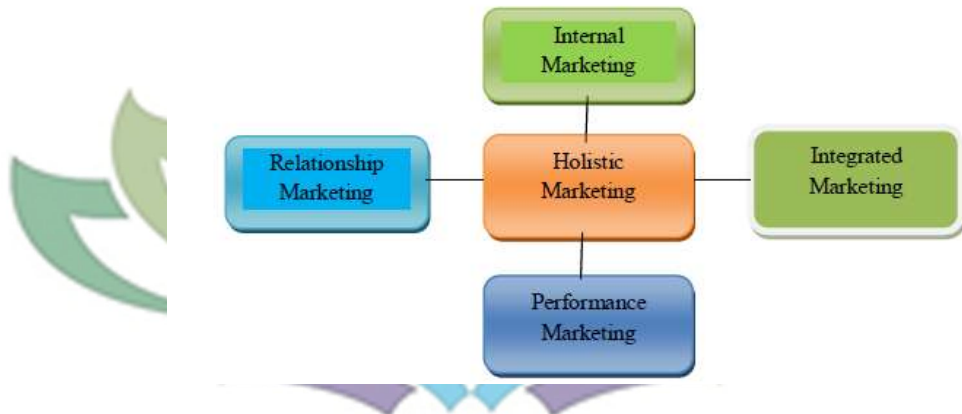 Internal
Marketing
Relationship
Marketing
Holistic
Marketing
Integrated
Marketing
Performance
Marketing